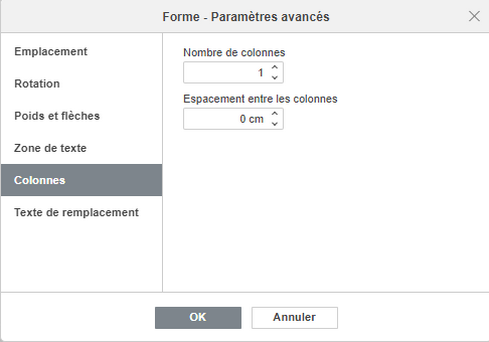 Forme - Paramètres avancés
Emplacement
Rotation
Poids et flèches
Zone de texte
Colonnes
Texte de remplacement
Nombre de colonnes
1
Espacement entre les colonnes
0 cm
OK
Annuler